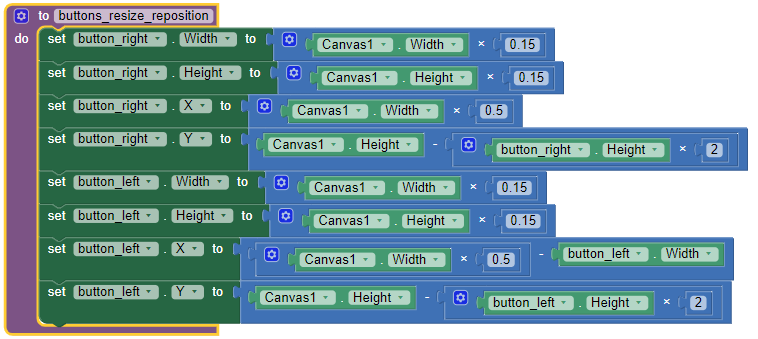 to buttons_resize_reposition
do set button_right . Width to Canvas1 . Width × 0.15
set button_right . Height to Canvas1 . Height × 0.15
set button_right . X to Canvas1 . Width × 0.5
set button_right . Y to Canvas1 . Height - button_right . Height × 2
set button_left . Width to Canvas1 . Width × 0.15
set button_left . Height to Canvas1 . Height × 0.15
set button_left . X to Canvas1 . Width × 0.5 - button_left . Width
set button_left . Y to Canvas1 . Height - button_left . Height × 2